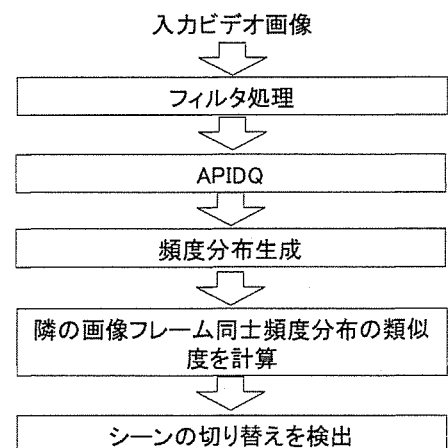 入力ビデオ画像
フィルタ処理
APIDQ
頻度分布生成
隣の画像フレーム同士頻度分布の類似
度を計算
シーンの切り替えを検出